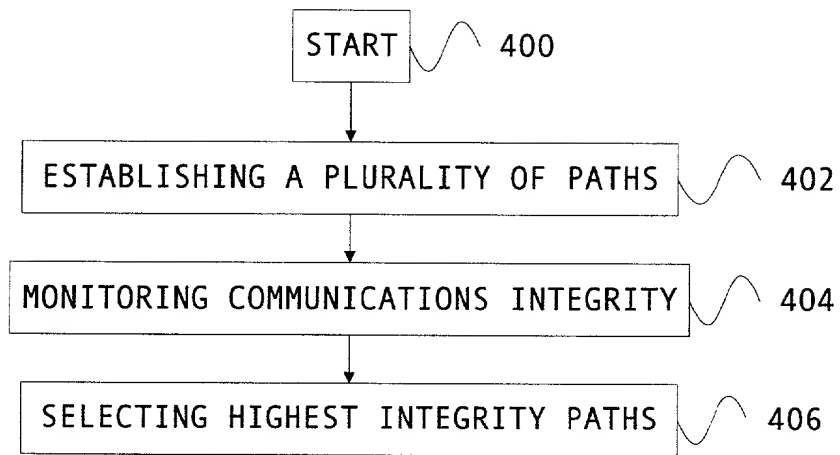 START 400
ESTABLISHING A PLURALITY OF PATHS 402
MONITORING COMMUNICATIONS INTEGRITY 404
SELECTING HIGHEST INTEGRITY PATHS 406